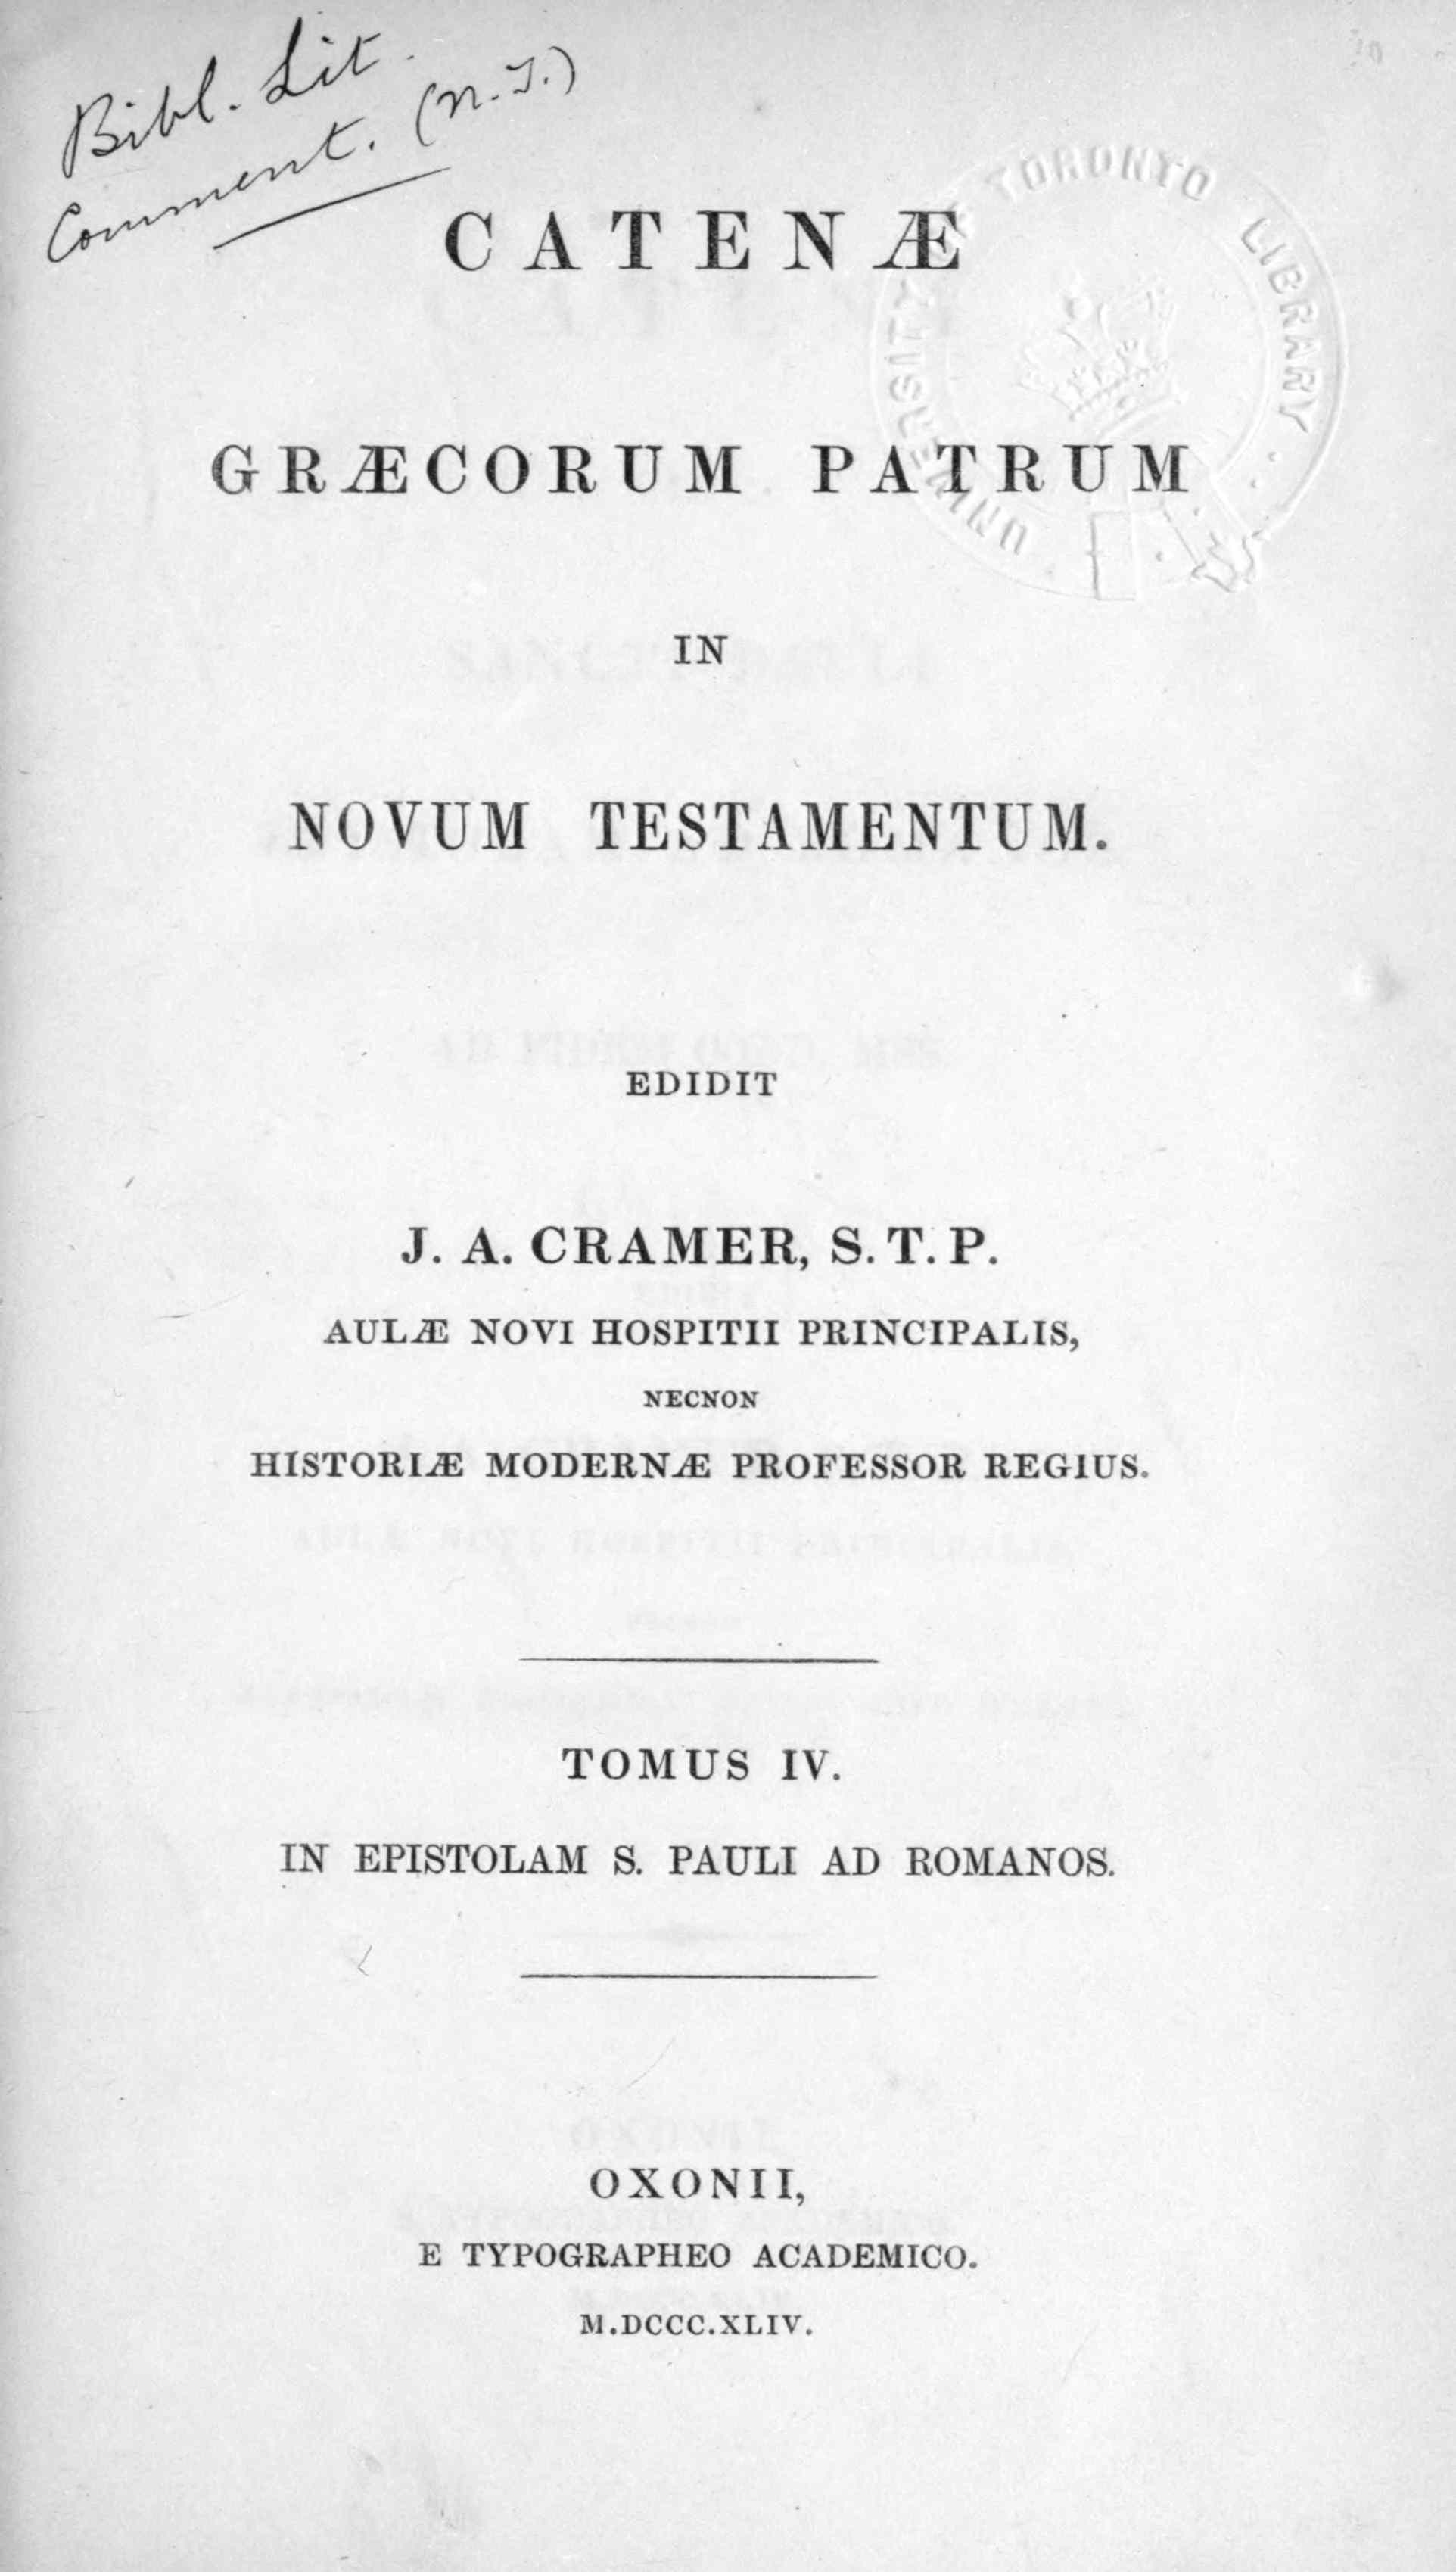 Bibl. Lit.
Comment. (N.T.)
UNIVERSITY TORONTO LIBRARY
CATENÆ
GRÆCORUM PATRUM
IN
NOVUM TESTAMENTUM.
EDIDIT
J. A. CRAMER, S. T. P.
AULÆ NOVI HOSPITII PRINCIPALIS,
NECNON
HISTORIÆ MODERNÆ PROFESSOR REGIUS.
TOMUS IV.
IN EPISTOLAM S. PAULI AD ROMANOS.
OXONII,
E TYPOGRAPHEO ACADEMICO.
M.DCCC.XLIV.